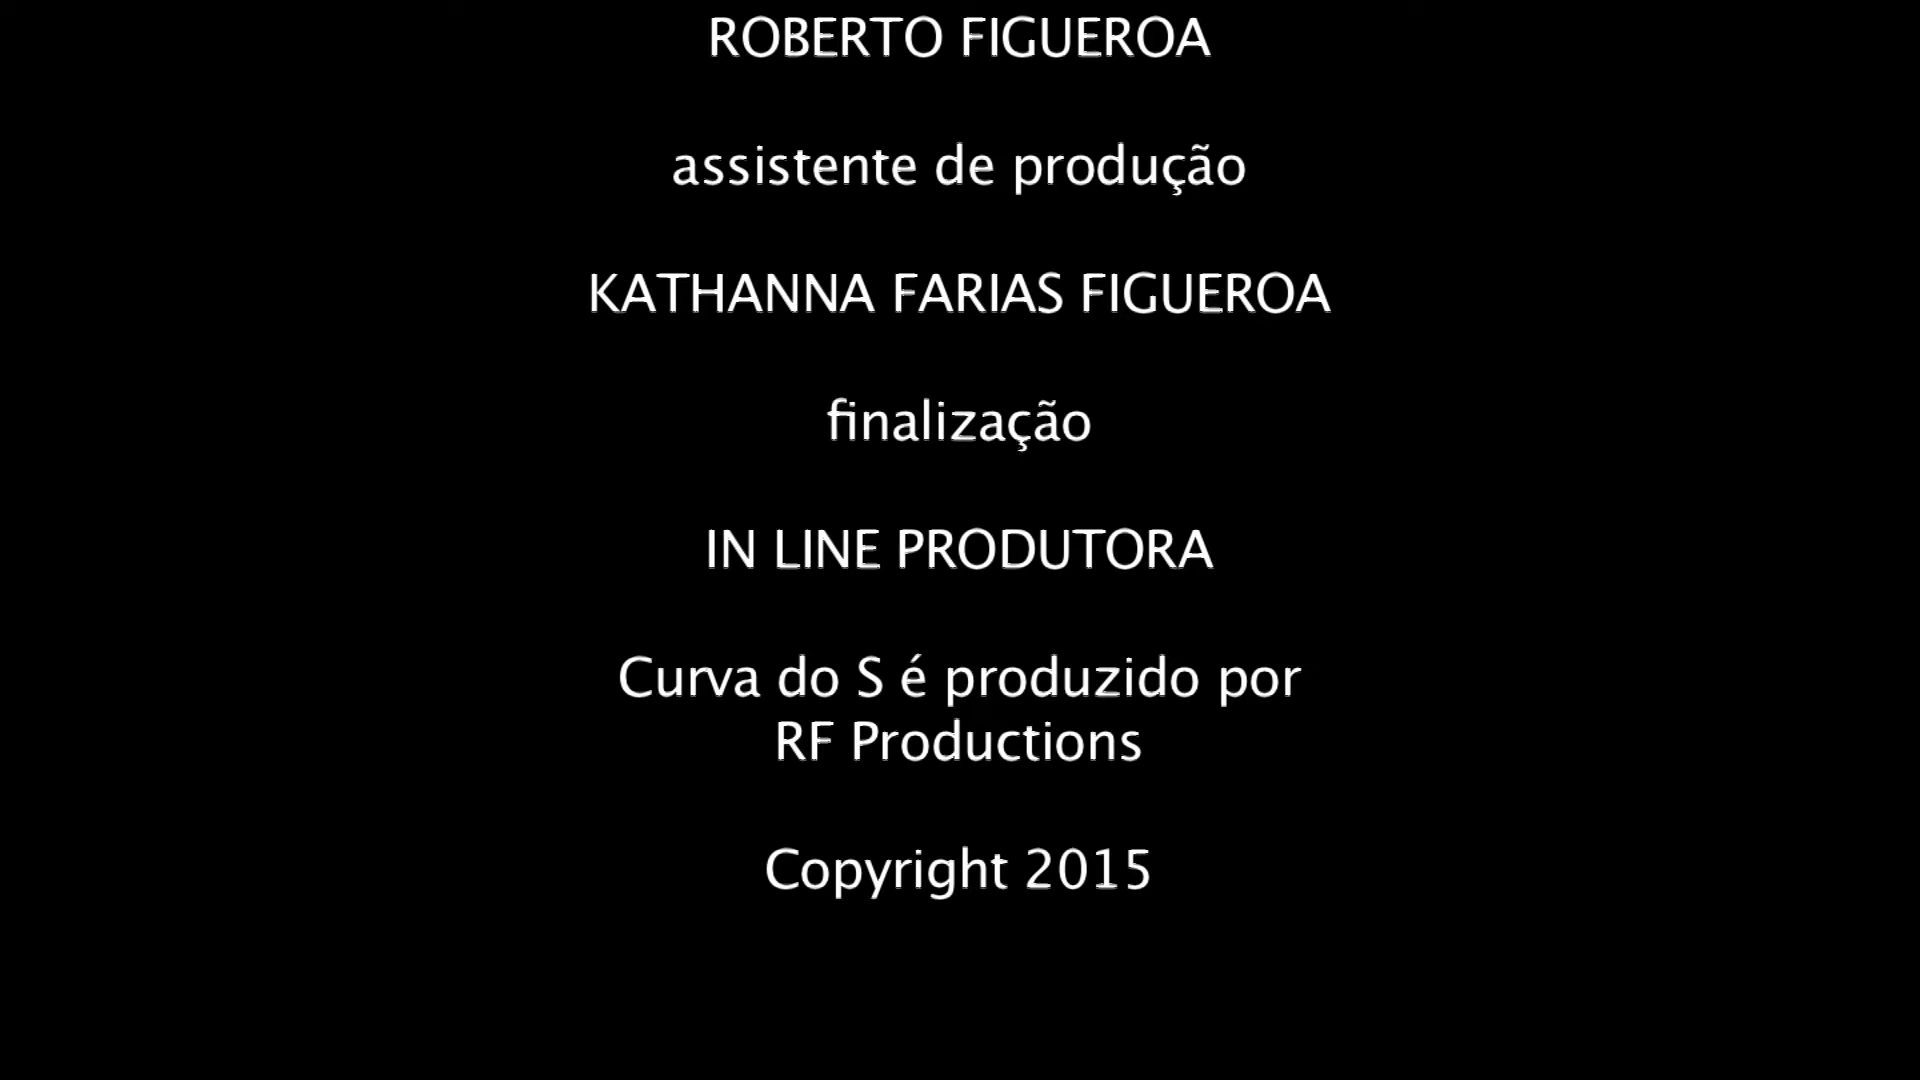 ROBERTO FIGUEROA
assistente de produção
KATHANNA FARIAS FIGUEROA
finalização
IN LINE PRODUTORA
Curva do S é produzido por
RF Productions
Copyright 2015